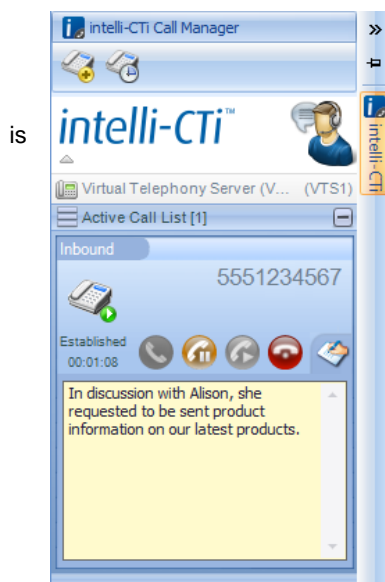 intelli-CTi Call Manager
is
intelli-CTi™
Virtual Telephony Server (V... (VTS1)
Active Call List [1]
Inbound
5551234567
Established
00:01:08
In discussion with Alison, she
requested to be sent product
information on our latest products.
intelli-CTi